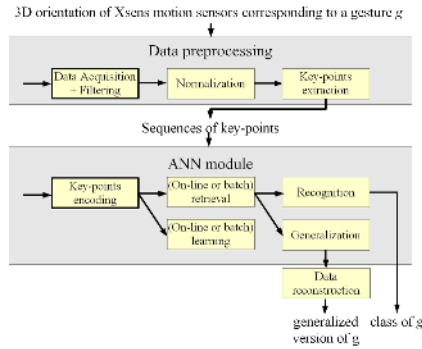 3D orientation of Xsens motion sensors corresponding to a gesture g
Data preprocessing
Data Acquisition
+ Filtering
Normalization
Key-points
extraction
Sequences of key-points
ANN module
Key-points
encoding
(On-line or batch)
retrieval
Recognition
(On-line or batch)
learning
Generalization
Data
reconstruction
generalized
version of g
class of g